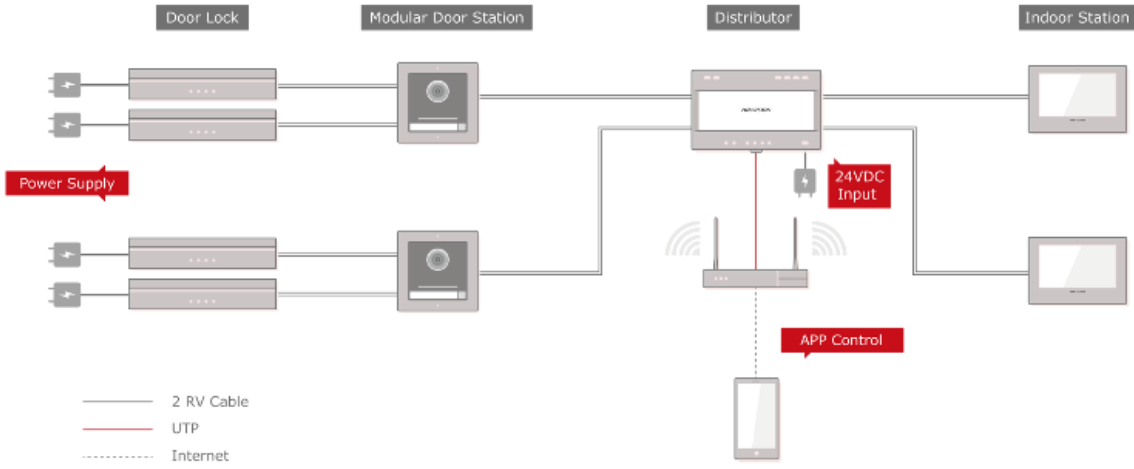 Door Lock
Modular Door Station
Distributor
Indoor Station
Power Supply
24VDC
Input
APP Control
2 RV Cable
UTP
Internet